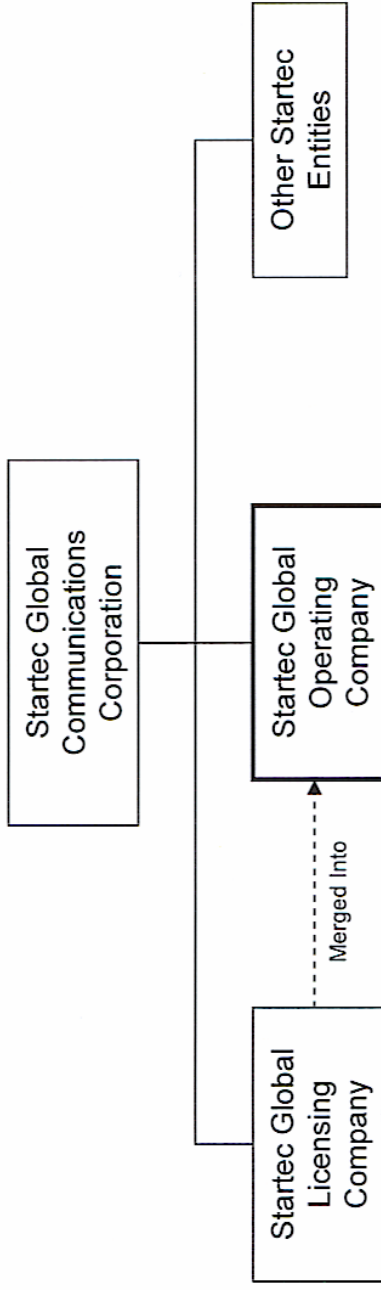 Startec Global
Communications
Corporation
Startec Global
Licensing
Company
Merged Into
Startec Global
Operating
Company
Other Startec
Entities